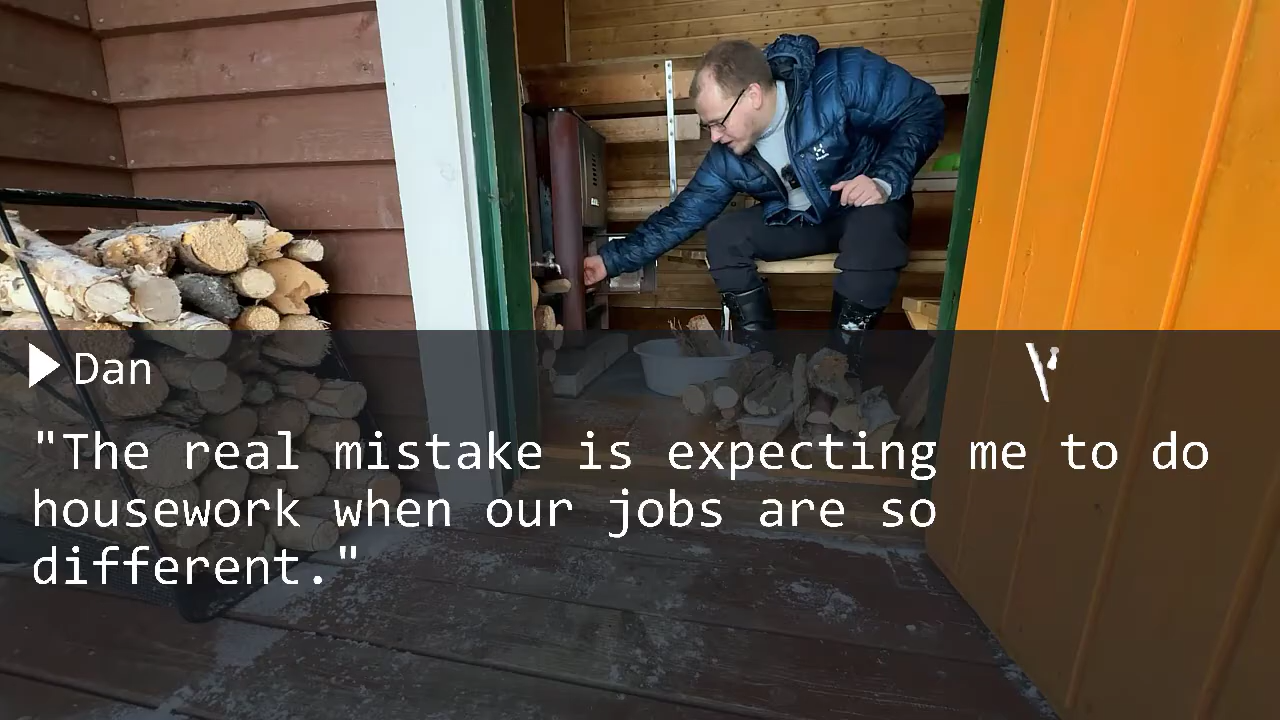 Dan
"The real mistake is expecting me to do
housework when our jobs are so
different."